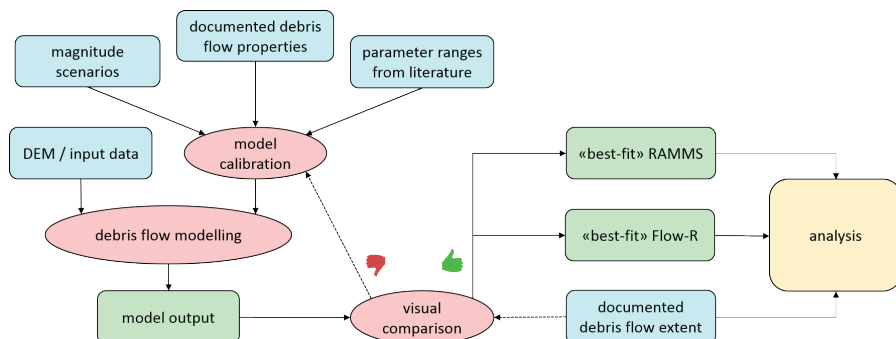 documented debris
flow properties
magnitude
scenarios
parameter ranges
from literature
DEM / input data
model
calibration
«best-fit» RAMMS
debris flow modelling
«best-fit» Flow-R
analysis
model output
visual
comparison
documented
debris flow extent